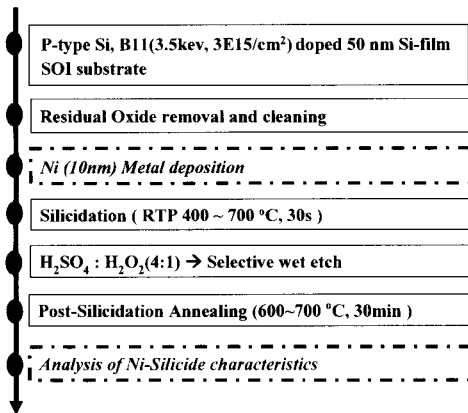 P-type Si, B11(3.5kev, 3E15/cm²) doped 50 nm Si-film
SOI substrate
Residual Oxide removal and cleaning
Ni (10nm) Metal deposition
Silicidation ( RTP 400 ~ 700 °C, 30s )
H₂SO₄ : H₂O₂(4:1) → Selective wet etch
Post-Silicidation Annealing (600~700 °C, 30min )
Analysis of Ni-Silicide characteristics